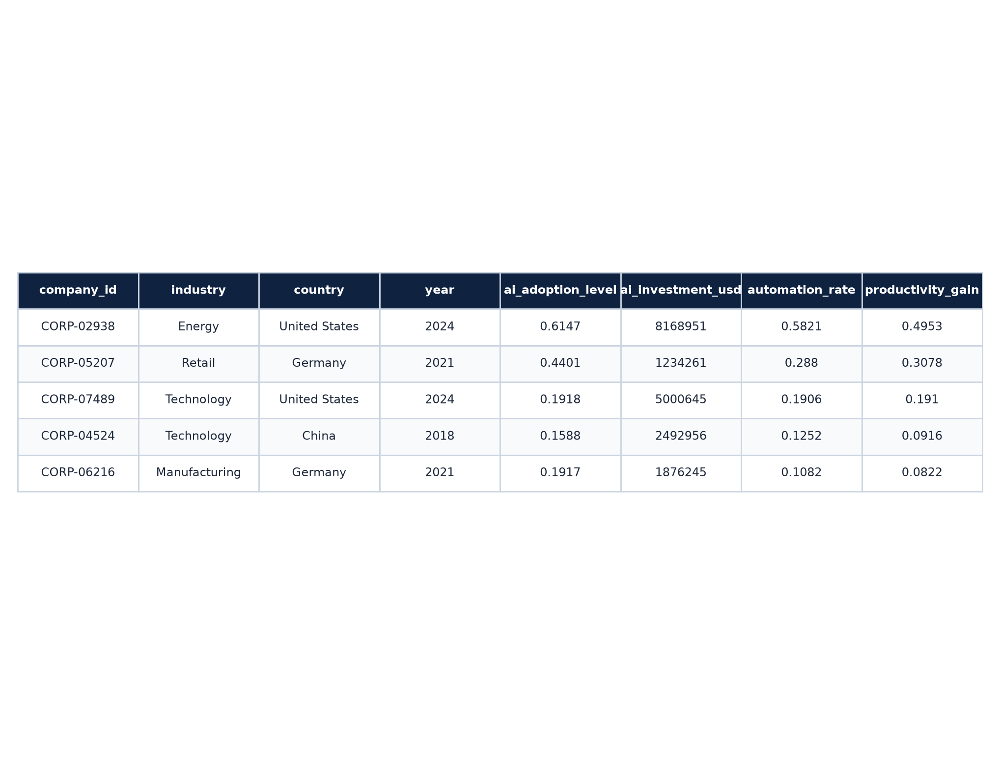 company_id industry country year ai_adoption_level ai_investment_usd automation_rate productivity_gain
CORP-02938 Energy United States 2024 0.6147 8168951 0.5821 0.4953
CORP-05207 Retail Germany 2021 0.4401 1234261 0.288 0.3078
CORP-07489 Technology United States 2024 0.1918 5000645 0.1906 0.191
CORP-04524 Technology China 2018 0.1588 2492956 0.1252 0.0916
CORP-06216 Manufacturing Germany 2021 0.1917 1876245 0.1082 0.0822